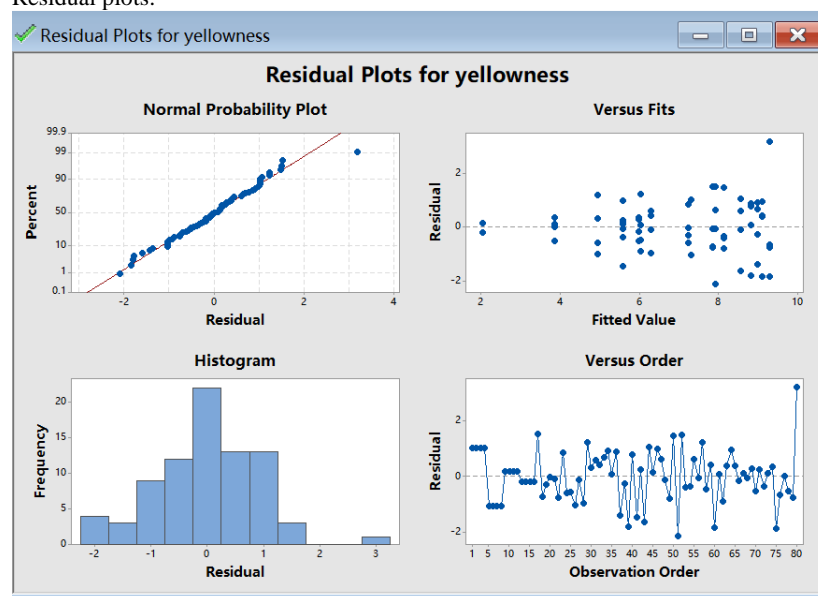 Residual plots:
Residual Plots for yellowness
Residual Plots for yellowness
Normal Probability Plot
99.9
99
90
50
10
1
0.1
Percent
-2 0 2 4
Residual
Versus Fits
2
0
-2
Residual
2 4 6 8 10
Fitted Value
Histogram
20
15
10
5
0
Frequency
-2 -1 0 1 2 3
Residual
Versus Order
2
0
-2
Residual
1 5 10 15 20 25 30 35 40 45 50 55 60 65 70 75 80
Observation Order